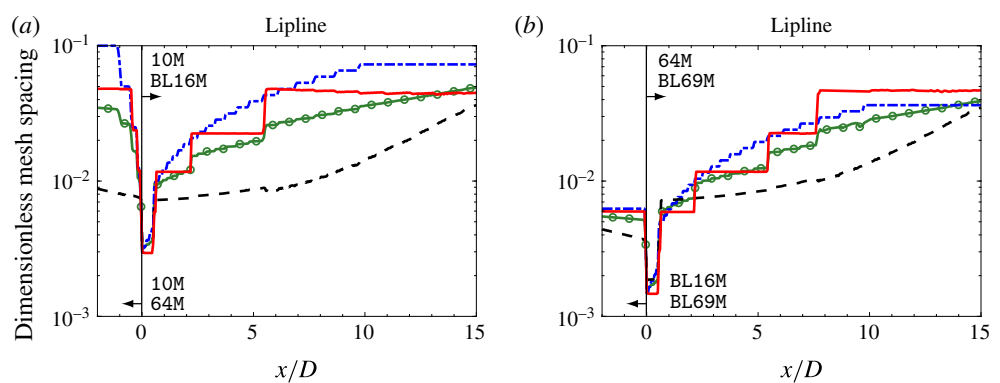 (a) Lipline
Dimensionless mesh spacing
10^{-1}
10^{-2}
10^{-3}
10M
BL16M
10M
64M
0 5 10 15
x/D
(b) Lipline
10^{-1}
10^{-2}
10^{-3}
64M
BL69M
BL16M
BL69M
0 5 10 15
x/D